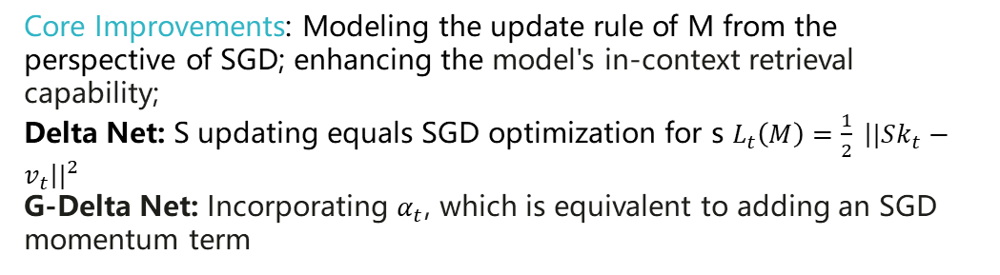 Core Improvements: Modeling the update rule of M from the
perspective of SGD; enhancing the model's in-context retrieval
capability;
Delta Net: S updating equals SGD optimization for s $L_t(M) = \frac{1}{2} ||Sk_t -$
$v_t||^2$
G-Delta Net: Incorporating $\alpha_t$, which is equivalent to adding an SGD
momentum term